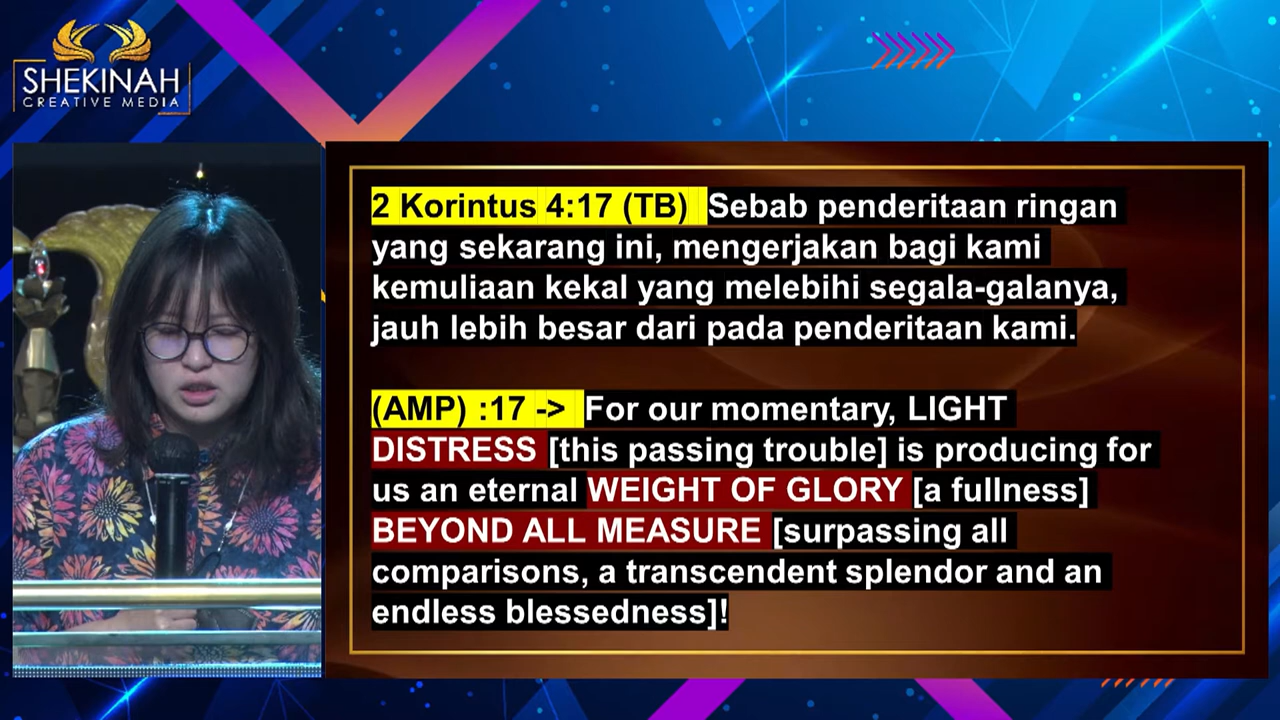 SHEKINAH
CREATIVE MEDIA
2 Korintus 4:17 (TB) Sebab penderitaan ringan
yang sekarang ini, mengerjakan bagi kami
kemuliaan kekal yang melebihi segala-galanya,
jauh lebih besar dari pada penderitaan kami.
(AMP) :17 -> For our momentary, LIGHT
DISTRESS [this passing trouble] is producing for
us an eternal WEIGHT OF GLORY [a fullness]
BEYOND ALL MEASURE [surpassing all
comparisons, a transcendent splendor and an
endless blessedness]!